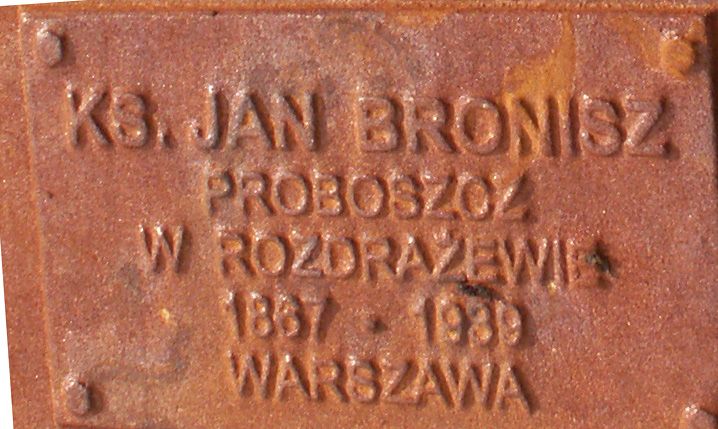 KS. JAN BRONISZ
PROBOSZCZ
W ROZDRAŻEWIE
1867 • 1939
WARSZAWA